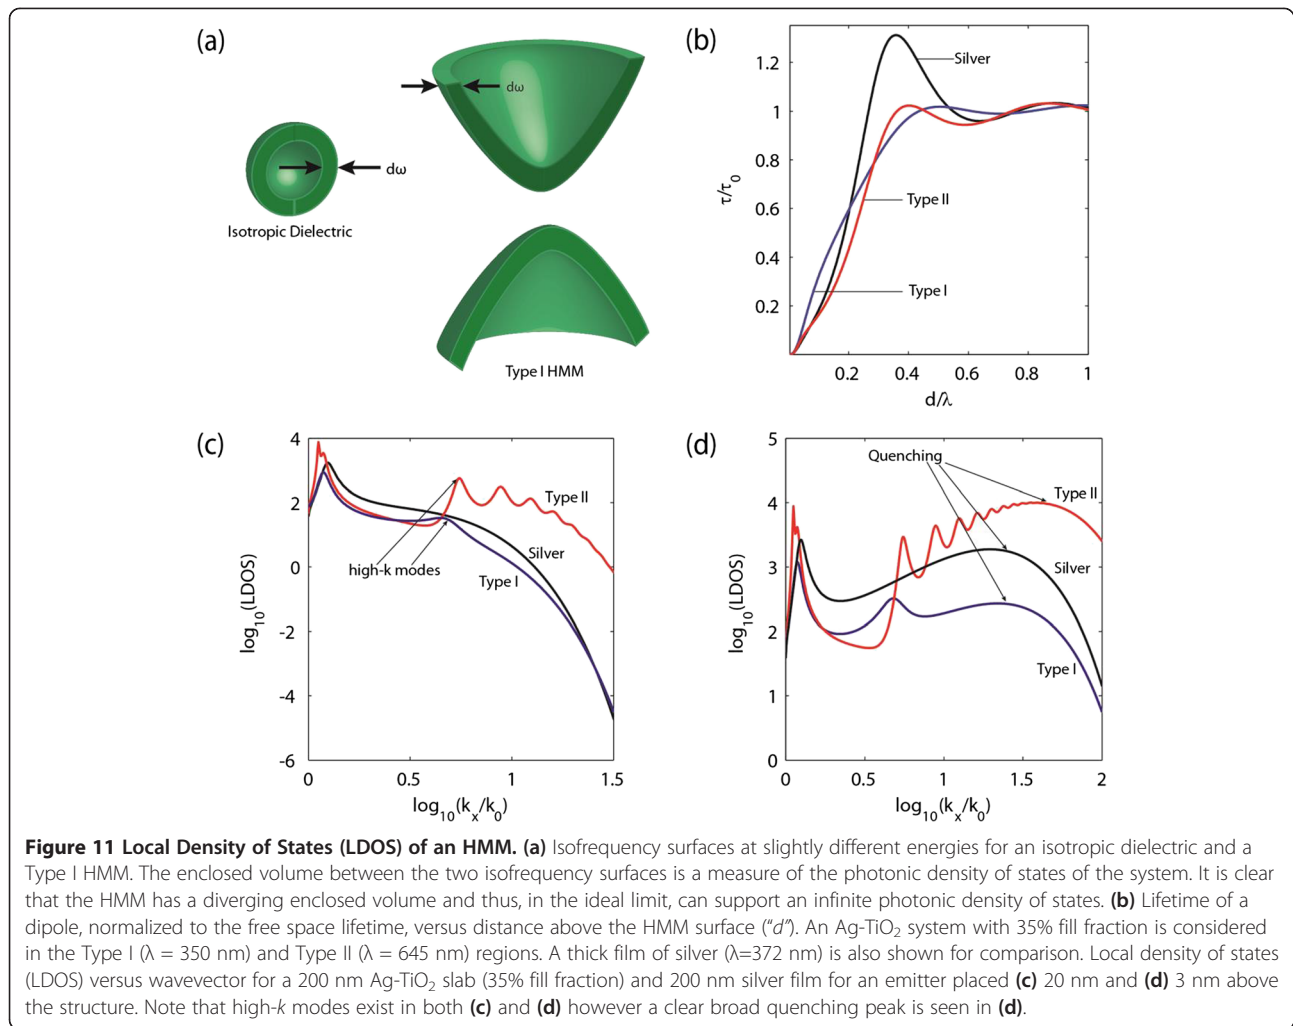 (a)
dω
dω
Isotropic Dielectric
Type I HMM
(b)
1.2
1
0.8
0.6
0.4
0.2
τ/τ0
Silver
Type II
Type I
0.2
0.4
0.6
0.8
1
d/λ
(c)
4
2
0
-2
-4
-6
log10(LDOS)
Type II
high-k modes
Silver
Type I
0
0.5
1
1.5
log10(kx/k0)
(d)
5
4
3
2
1
0
log10(LDOS)
Quenching
Type II
Silver
Type I
0
0.5
1
1.5
2
log10(kx/k0)
Figure 11 Local Density of States (LDOS) of an HMM. (a) Isofrequency surfaces at slightly different energies for an isotropic dielectric and a
Type I HMM. The enclosed volume between the two isofrequency surfaces is a measure of the photonic density of states of the system. It is clear
that the HMM has a diverging enclosed volume and thus, in the ideal limit, can support an infinite photonic density of states. (b) Lifetime of a
dipole, normalized to the free space lifetime, versus distance above the HMM surface (“d”). An Ag-TiO2 system with 35% fill fraction is considered
in the Type I (λ = 350 nm) and Type II (λ = 645 nm) regions. A thick film of silver (λ=372 nm) is also shown for comparison. Local density of states
(LDOS) versus wavevector for a 200 nm Ag-TiO2 slab (35% fill fraction) and 200 nm silver film for an emitter placed (c) 20 nm and (d) 3 nm above
the structure. Note that high-k modes exist in both (c) and (d) however a clear broad quenching peak is seen in (d).